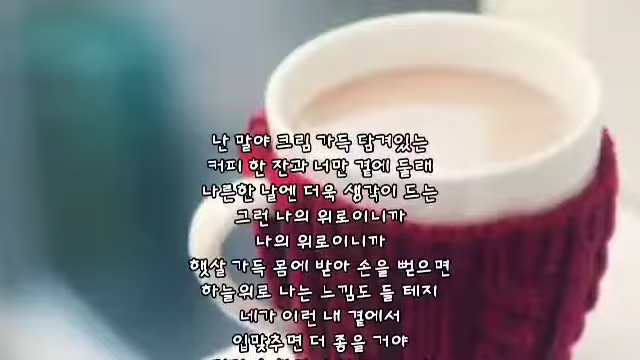 난 말야 크림 가득 담겨있는
커피 한 잔과 너만 곁에 둘래
나른한 날엔 더욱 생각이 드는
그런 나의 위로이니까
나의 위로이니까
햇살 가득 몸에 받아 손을 뻗으면
하늘위로 나는 느낌도 들 테지
네가 이런 내 곁에서
입맞추면 더 좋을 거야